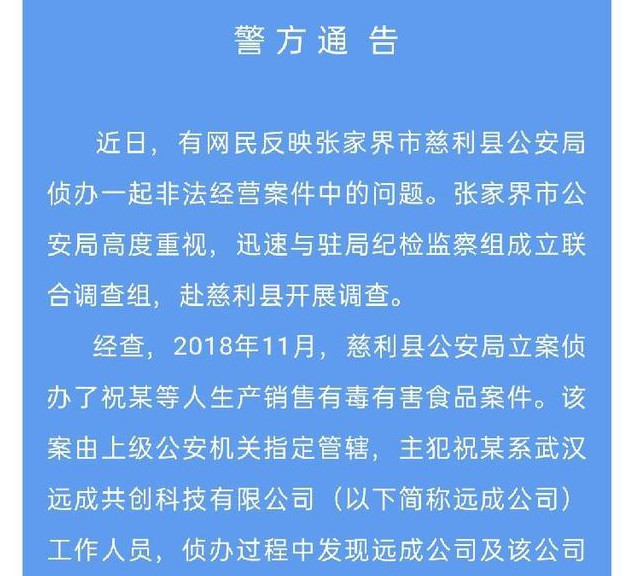 警方通 告
近日，有网民反映张家界市慈利县公安局
侦办一起非法经营案件中的问题。张家界市公
安局高度重视，迅速与驻局纪检监察组成立联
合调查组，赴慈利县开展调查。
经查，2018年11月，慈利县公安局立案侦
办了祝某等人生产销售有毒有害食品案件。该
案由上级公安机关指定管辖，主犯祝某系武汉
远成共创科技有限公司（以下简称远成公司）
工作人员，侦办过程中发现远成公司及该公司